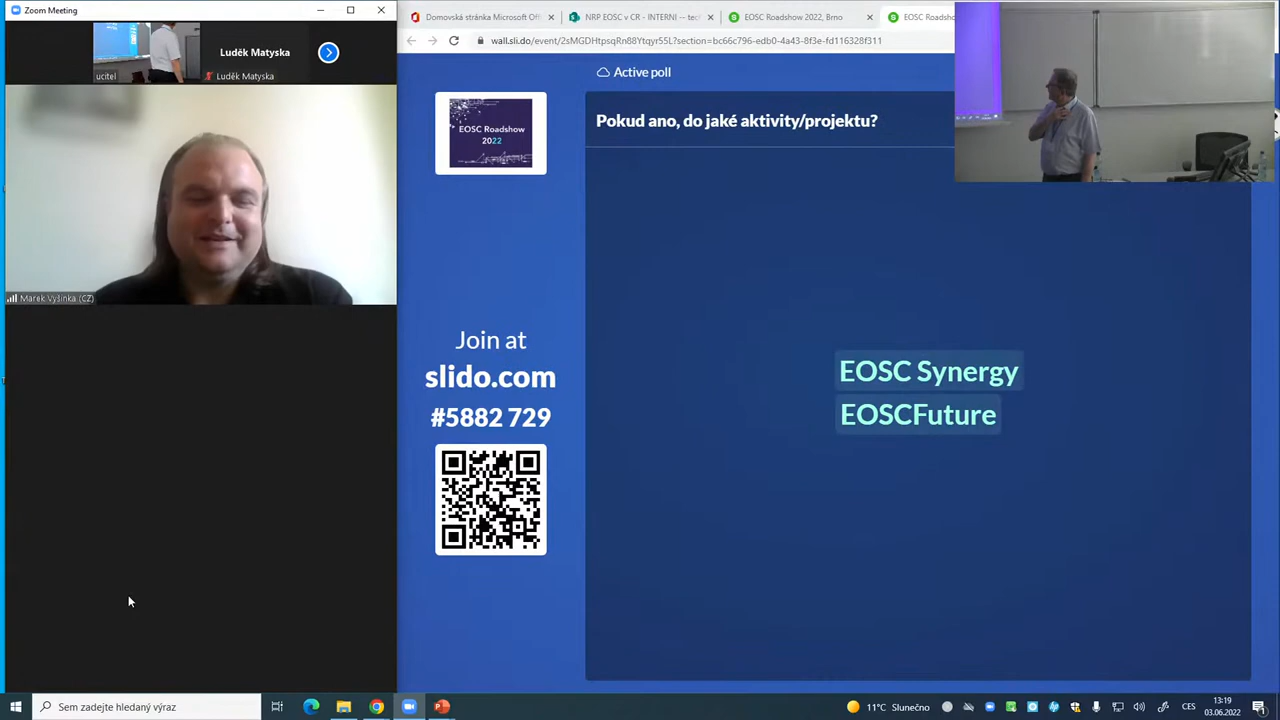 Zoom Meeting
ucitel
Luděk Matyska
Luděk Matyska
Marek Vyšinka (CZ)
Domovská stránka Microsoft Off
NRP EOSC v CR - INTERNI -- tec
EOSC Roadshow 2022, Brno
EOSC Roadsh
wall.sli.do/event/2sMGDHtpsqRn88Ytqyr55L?section=bc66c796-edb0-4a43-8f3e-fd116328f311
EOSC Roadshow
2022
Join at
slido.com
#5882 729
Active poll
Pokud ano, do jaké aktivity/projektu?
EOSC Synergy
EOSCFuture
Sem zadejte hledaný výraz
11°C Slunečno
CES
13:19
03.06.2022